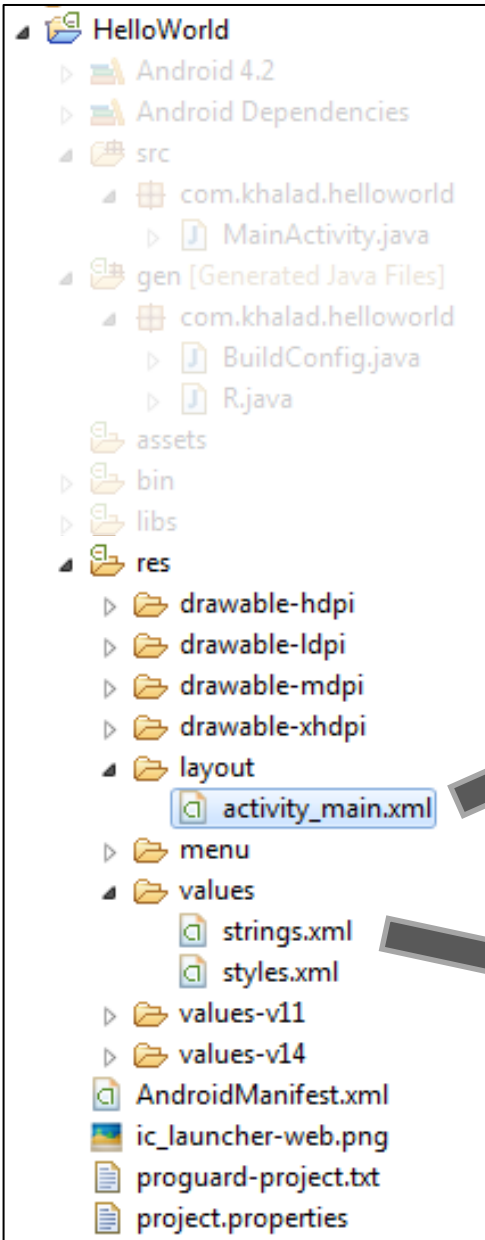 HelloWorld
Android 4.2
Android Dependencies
src
com.khalad.helloworld
MainActivity.java
gen [Generated Java Files]
com.khalad.helloworld
BuildConfig.java
R.java
assets
bin
libs
res
drawable-hdpi
drawable-ldpi
drawable-mdpi
drawable-xhdpi
layout
activity_main.xml
menu
values
strings.xml
styles.xml
values-v11
values-v14
AndroidManifest.xml
ic_launcher-web.png
proguard-project.txt
project.properties